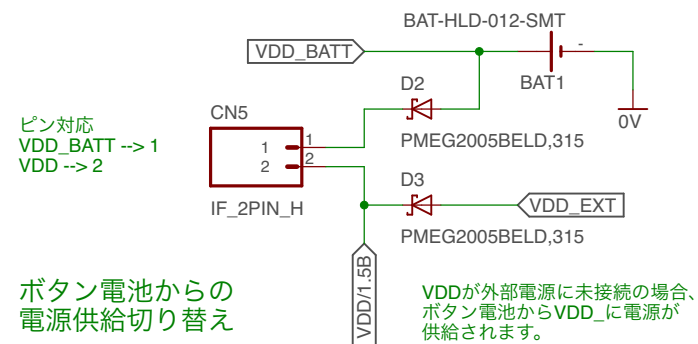 BAT-HLD-012-SMT
VDD_BATT
-
BAT1
D2
0V
CN5
ピン対応
VDD_BATT --> 1
VDD --> 2
1
1
2
2
PMEG2005BELD,315
D3
IF_2PIN_H
VDD_EXT
PMEG2005BELD,315
VDD/1.5B
ボタン電池からの
電源供給切り替え
VDDが外部電源に未接続の場合、
ボタン電池からVDD_に電源が
供給されます。